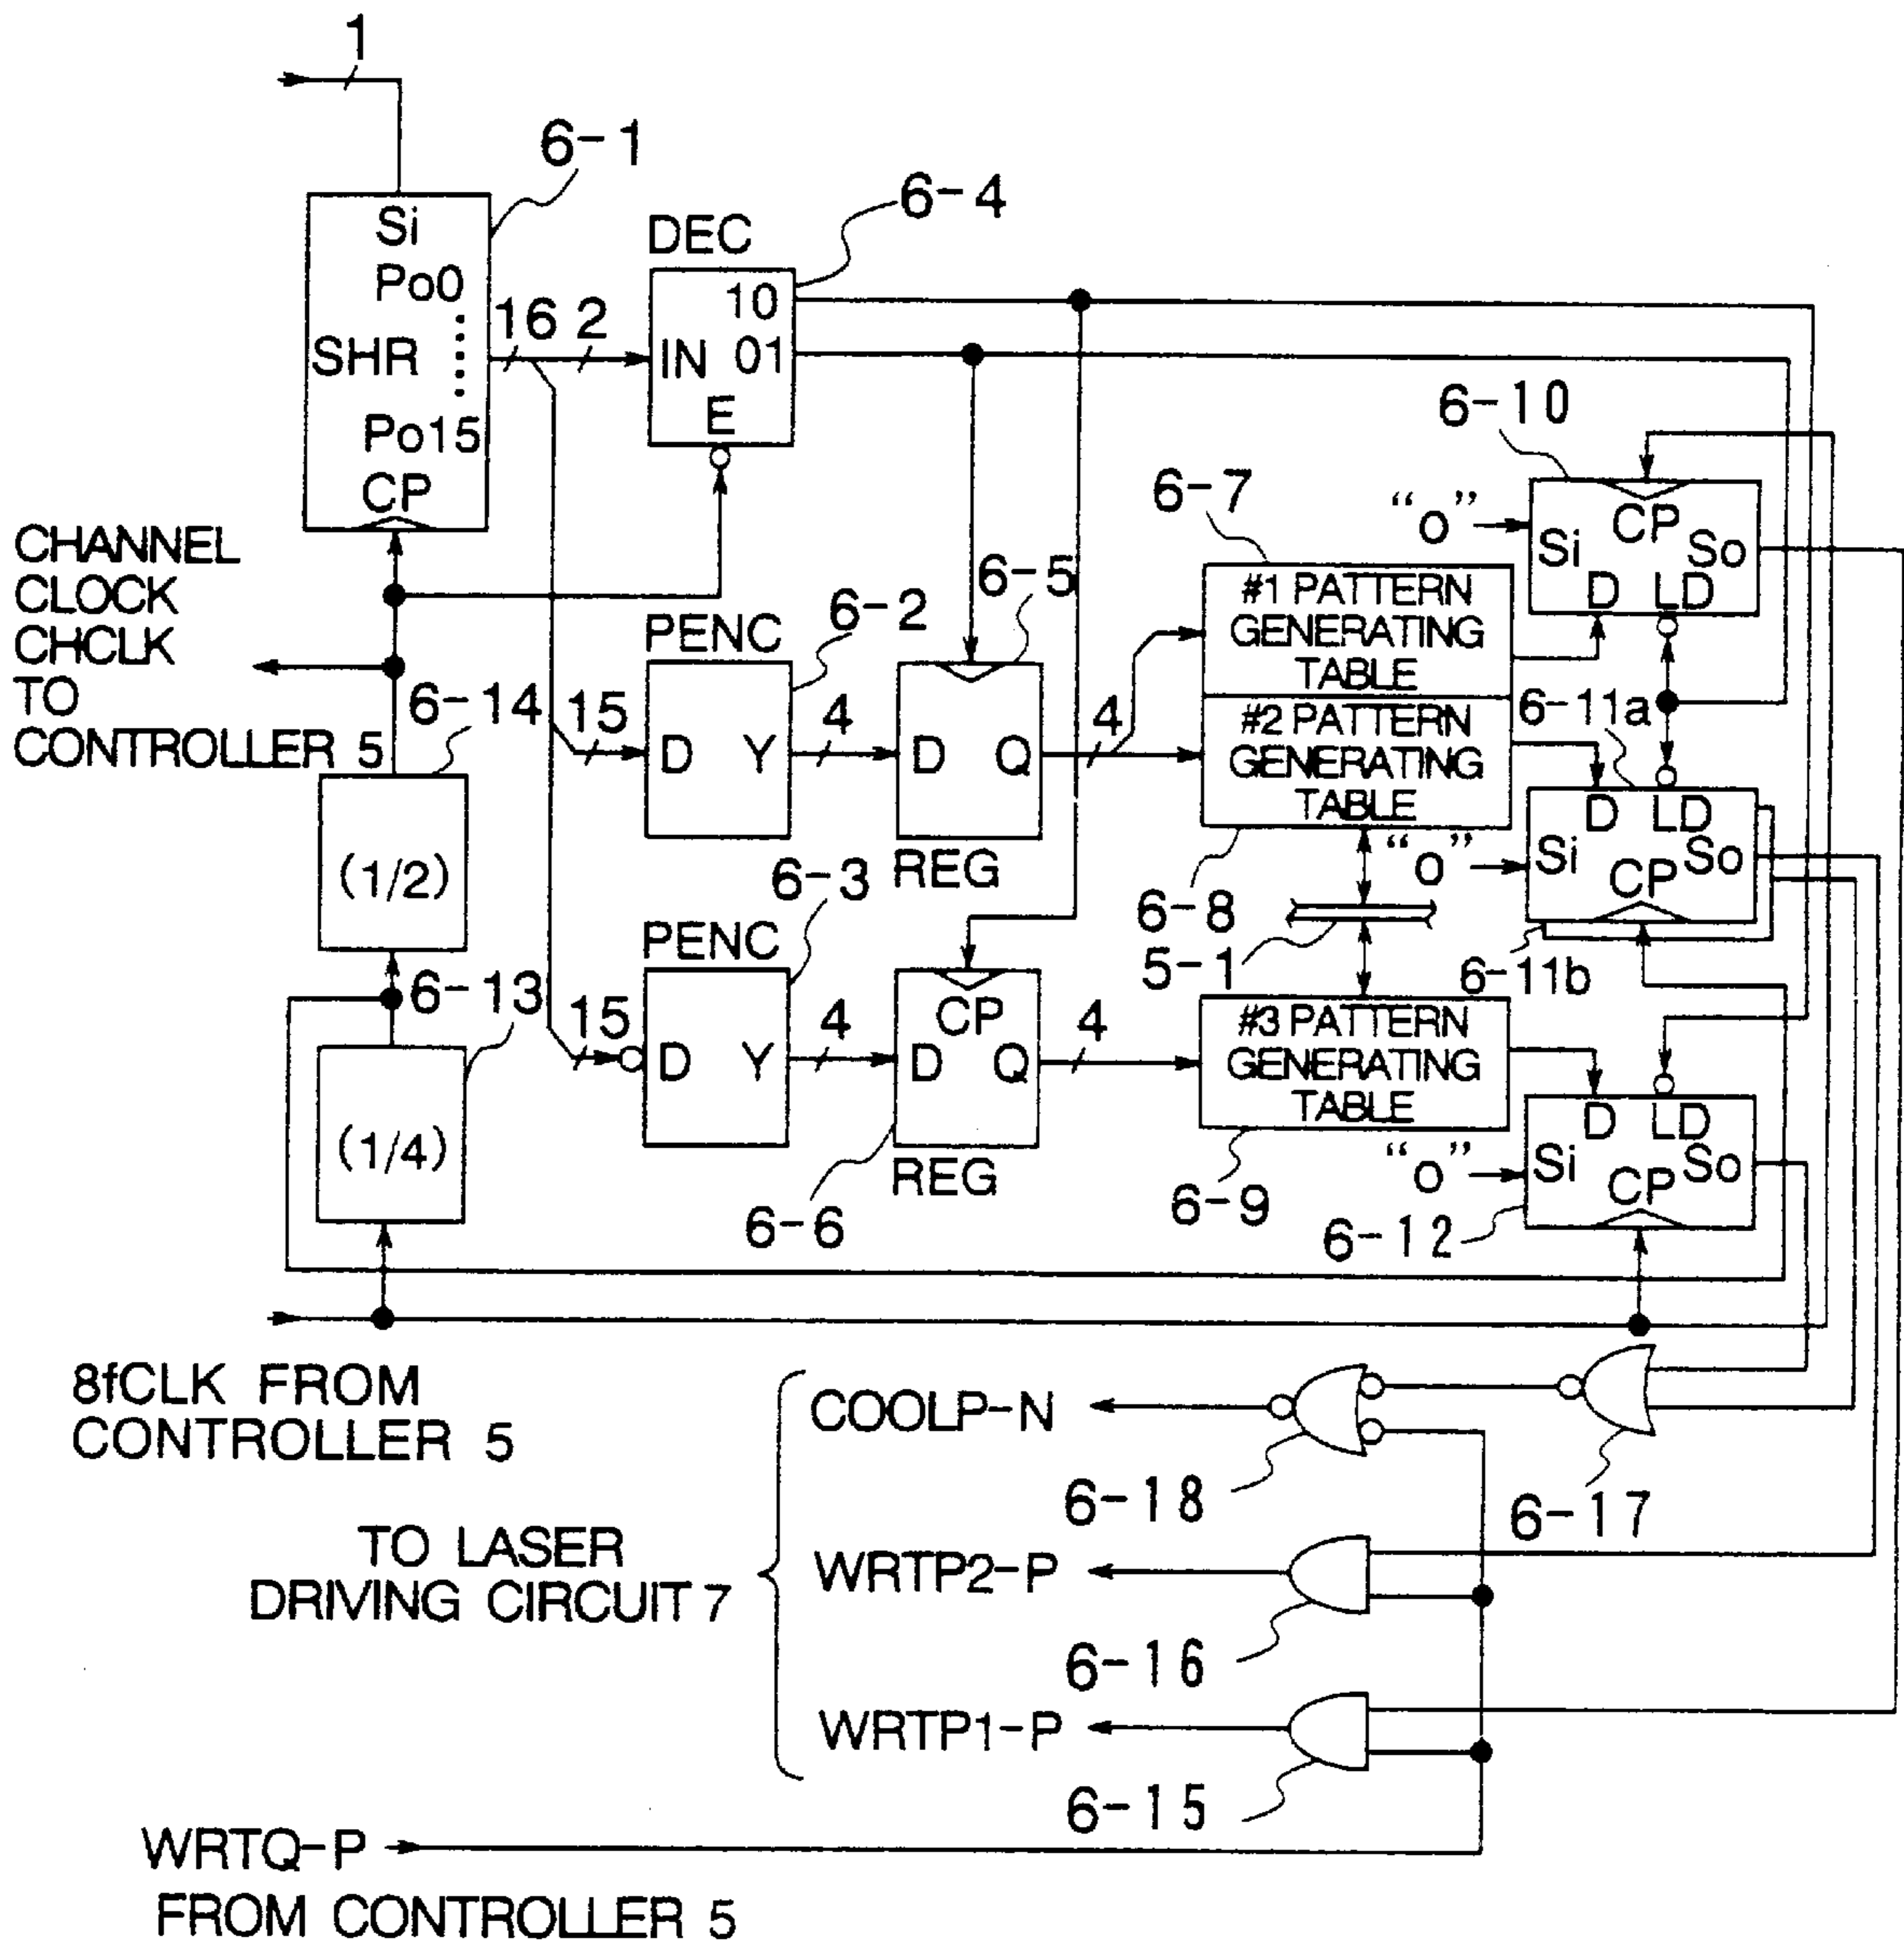 1
6-1
Si
Po0
SHR
Po15
CP
16 2
DEC
6-4
10
IN 01
E
CHANNEL
CLOCK
CHCLK
TO
CONTROLLER 5
6-14
(1/2)
6-13
(1/4)
PENC
6-2
15
D Y
4
6-5
D Q
REG
4
PENC
6-3
15
D Y
4
CP
D Q
REG
6-6
4
6-7
#1 PATTERN
GENERATING
TABLE
#2 PATTERN
GENERATING
TABLE
6-8
5-1
#3 PATTERN
GENERATING
TABLE
6-9
6-10
"o"
CP
Si So
D LD
6-11a
"o"
D LD
Si So
CP
6-11b
"o"
D LD
Si So
CP
6-12
8fCLK FROM
CONTROLLER 5
COOLP-N
6-18
6-17
TO LASER
DRIVING CIRCUIT 7
WRTP2-P
6-16
WRTP1-P
6-15
WRTQ-P
FROM CONTROLLER 5